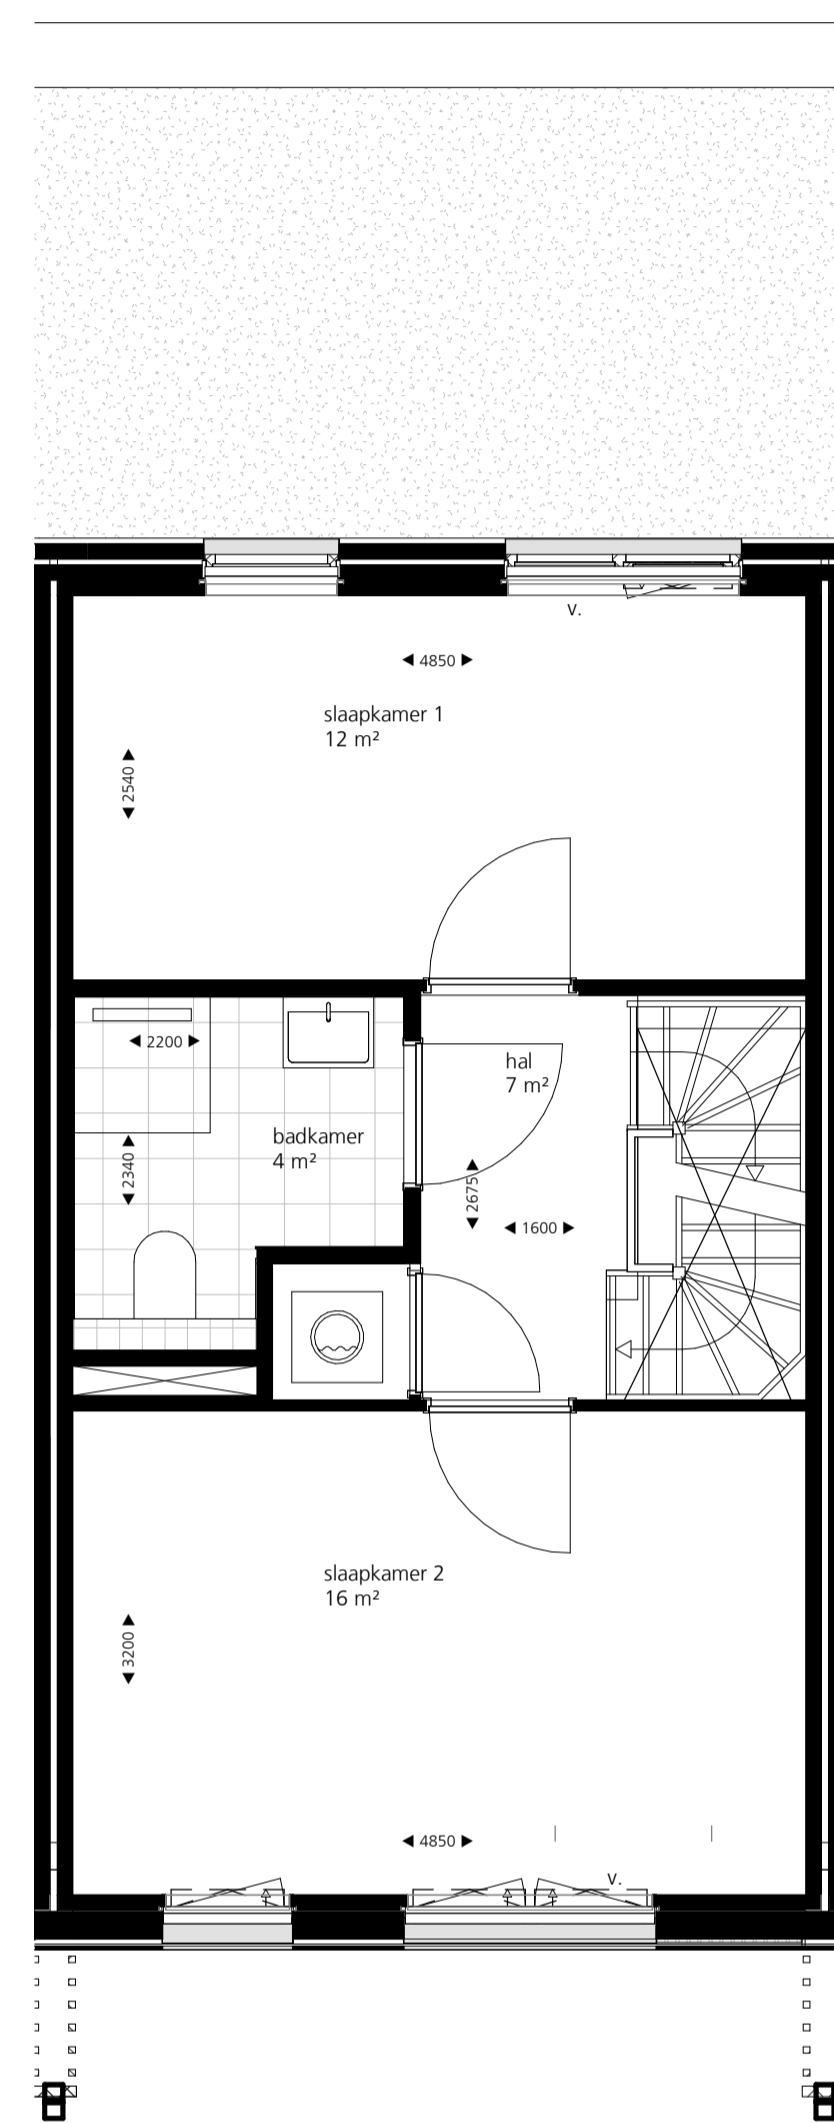 v.
4850
slaapkamer 1
12 m²
2540
2200
hal
7 m²
badkamer
4 m²
2340
2675
1600
slaapkamer 2
16 m²
3200
4850
v.